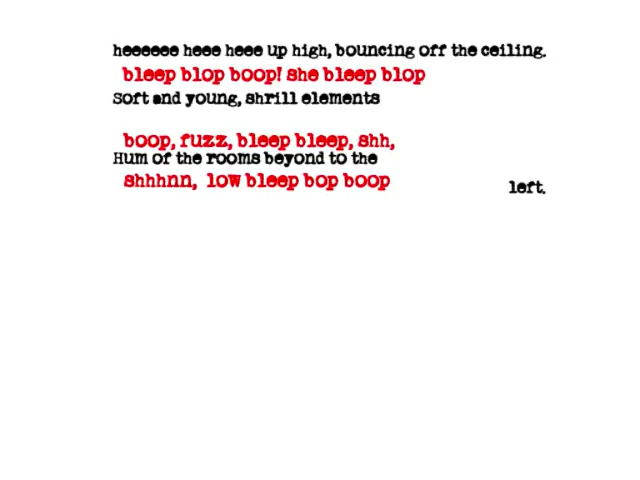 heeeeee heee heee up high, bouncing off the ceiling.
bleep blop boop! she bleep blop
Soft and young, shrill elements
boop, fuzz, bleep bleep, shh,
Hum of the rooms beyond to the
shhhnn, low bleep bop boop
left.